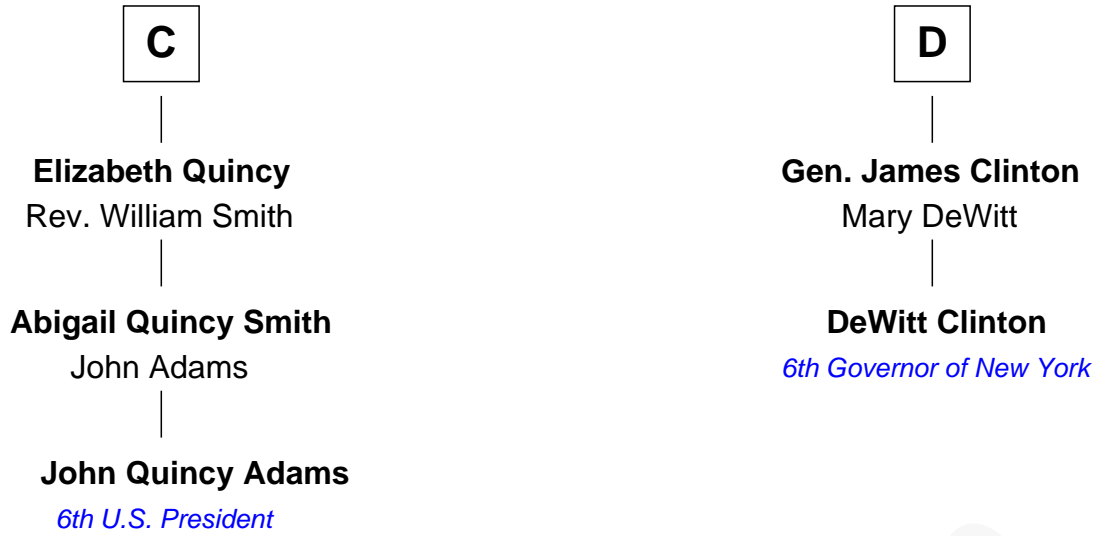 C
Elizabeth Quincy
Rev. William Smith
Abigail Quincy Smith
John Adams
John Quincy Adams
6th U.S. President
D
Gen. James Clinton
Mary DeWitt
DeWitt Clinton
6th Governor of New York